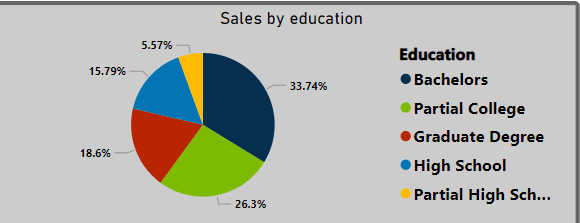 Sales by education
5.57%
15.79%
33.74%
18.6%
26.3%
Education
Bachelors
Partial College
Graduate Degree
High School
Partial High Sch...